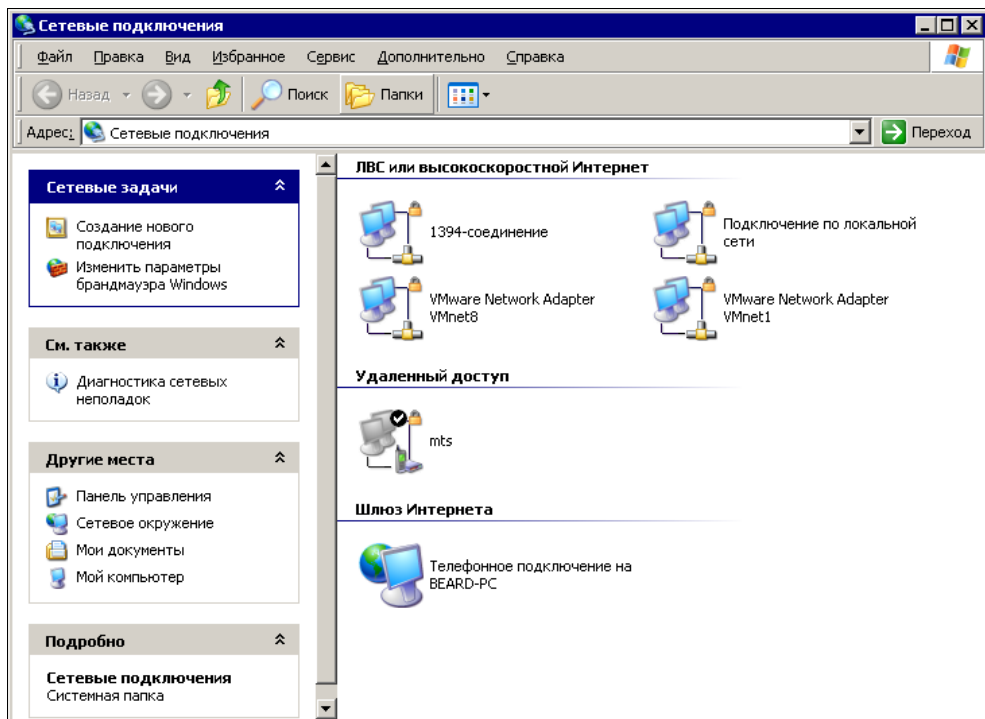 Сетевые подключения
Файл Правка Вид Избранное Сервис Дополнительно Справка
Назад Поиск Папки
Адрес: Сетевые подключения Переход
Сетевые задачи
Создание нового
подключения
Изменить параметры
брандмауэра Windows
См. также
Диагностика сетевых
неполадок
Другие места
Панель управления
Сетевое окружение
Мои документы
Мой компьютер
Подробно
Сетевые подключения
Системная папка
ЛВС или высокоскоростной Интернет
1394-соединение
Подключение по локальной
сети
VMware Network Adapter
VMnet8
VMware Network Adapter
VMnet1
Удаленный доступ
mts
Шлюз Интернета
Телефонное подключение на
BEARD-PC